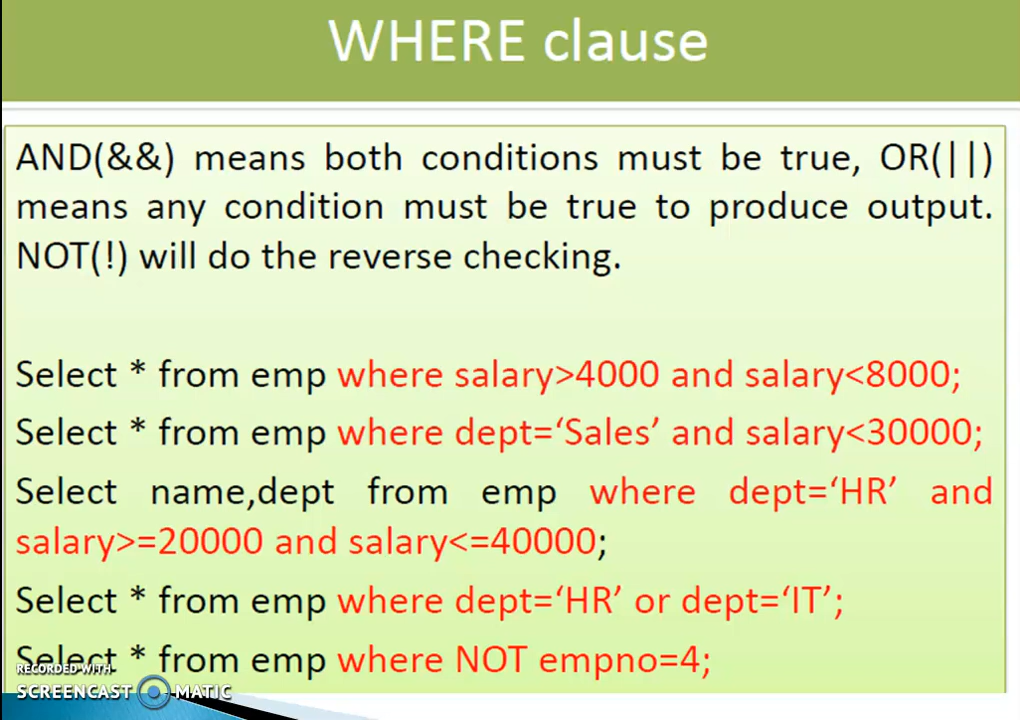 WHERE clause
AND(&&) means both conditions must be true, OR(||)
means any condition must be true to produce output.
NOT(!) will do the reverse checking.
Select * from emp where salary>4000 and salary<8000;
Select * from emp where dept=‘Sales’ and salary<30000;
Select name,dept from emp where dept=‘HR’ and
salary>=20000 and salary<=40000;
Select * from emp where dept=‘HR’ or dept=‘IT’;
Select * from emp where NOT empno=4;
RECORDED WITH
SCREENCAST MATIC